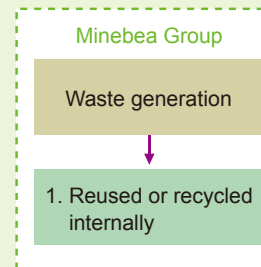 Minebea Group
Waste generation
1. Reused or recycled
internally